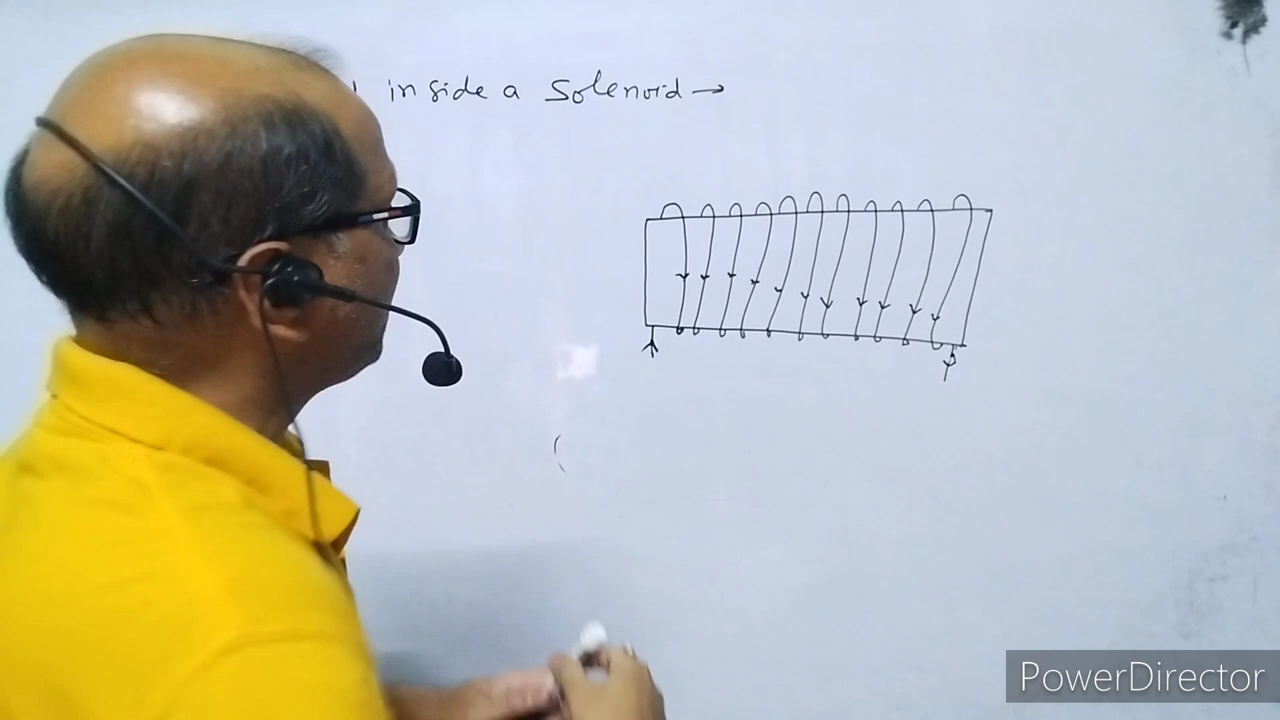 inside a Solenoid →
PowerDirector